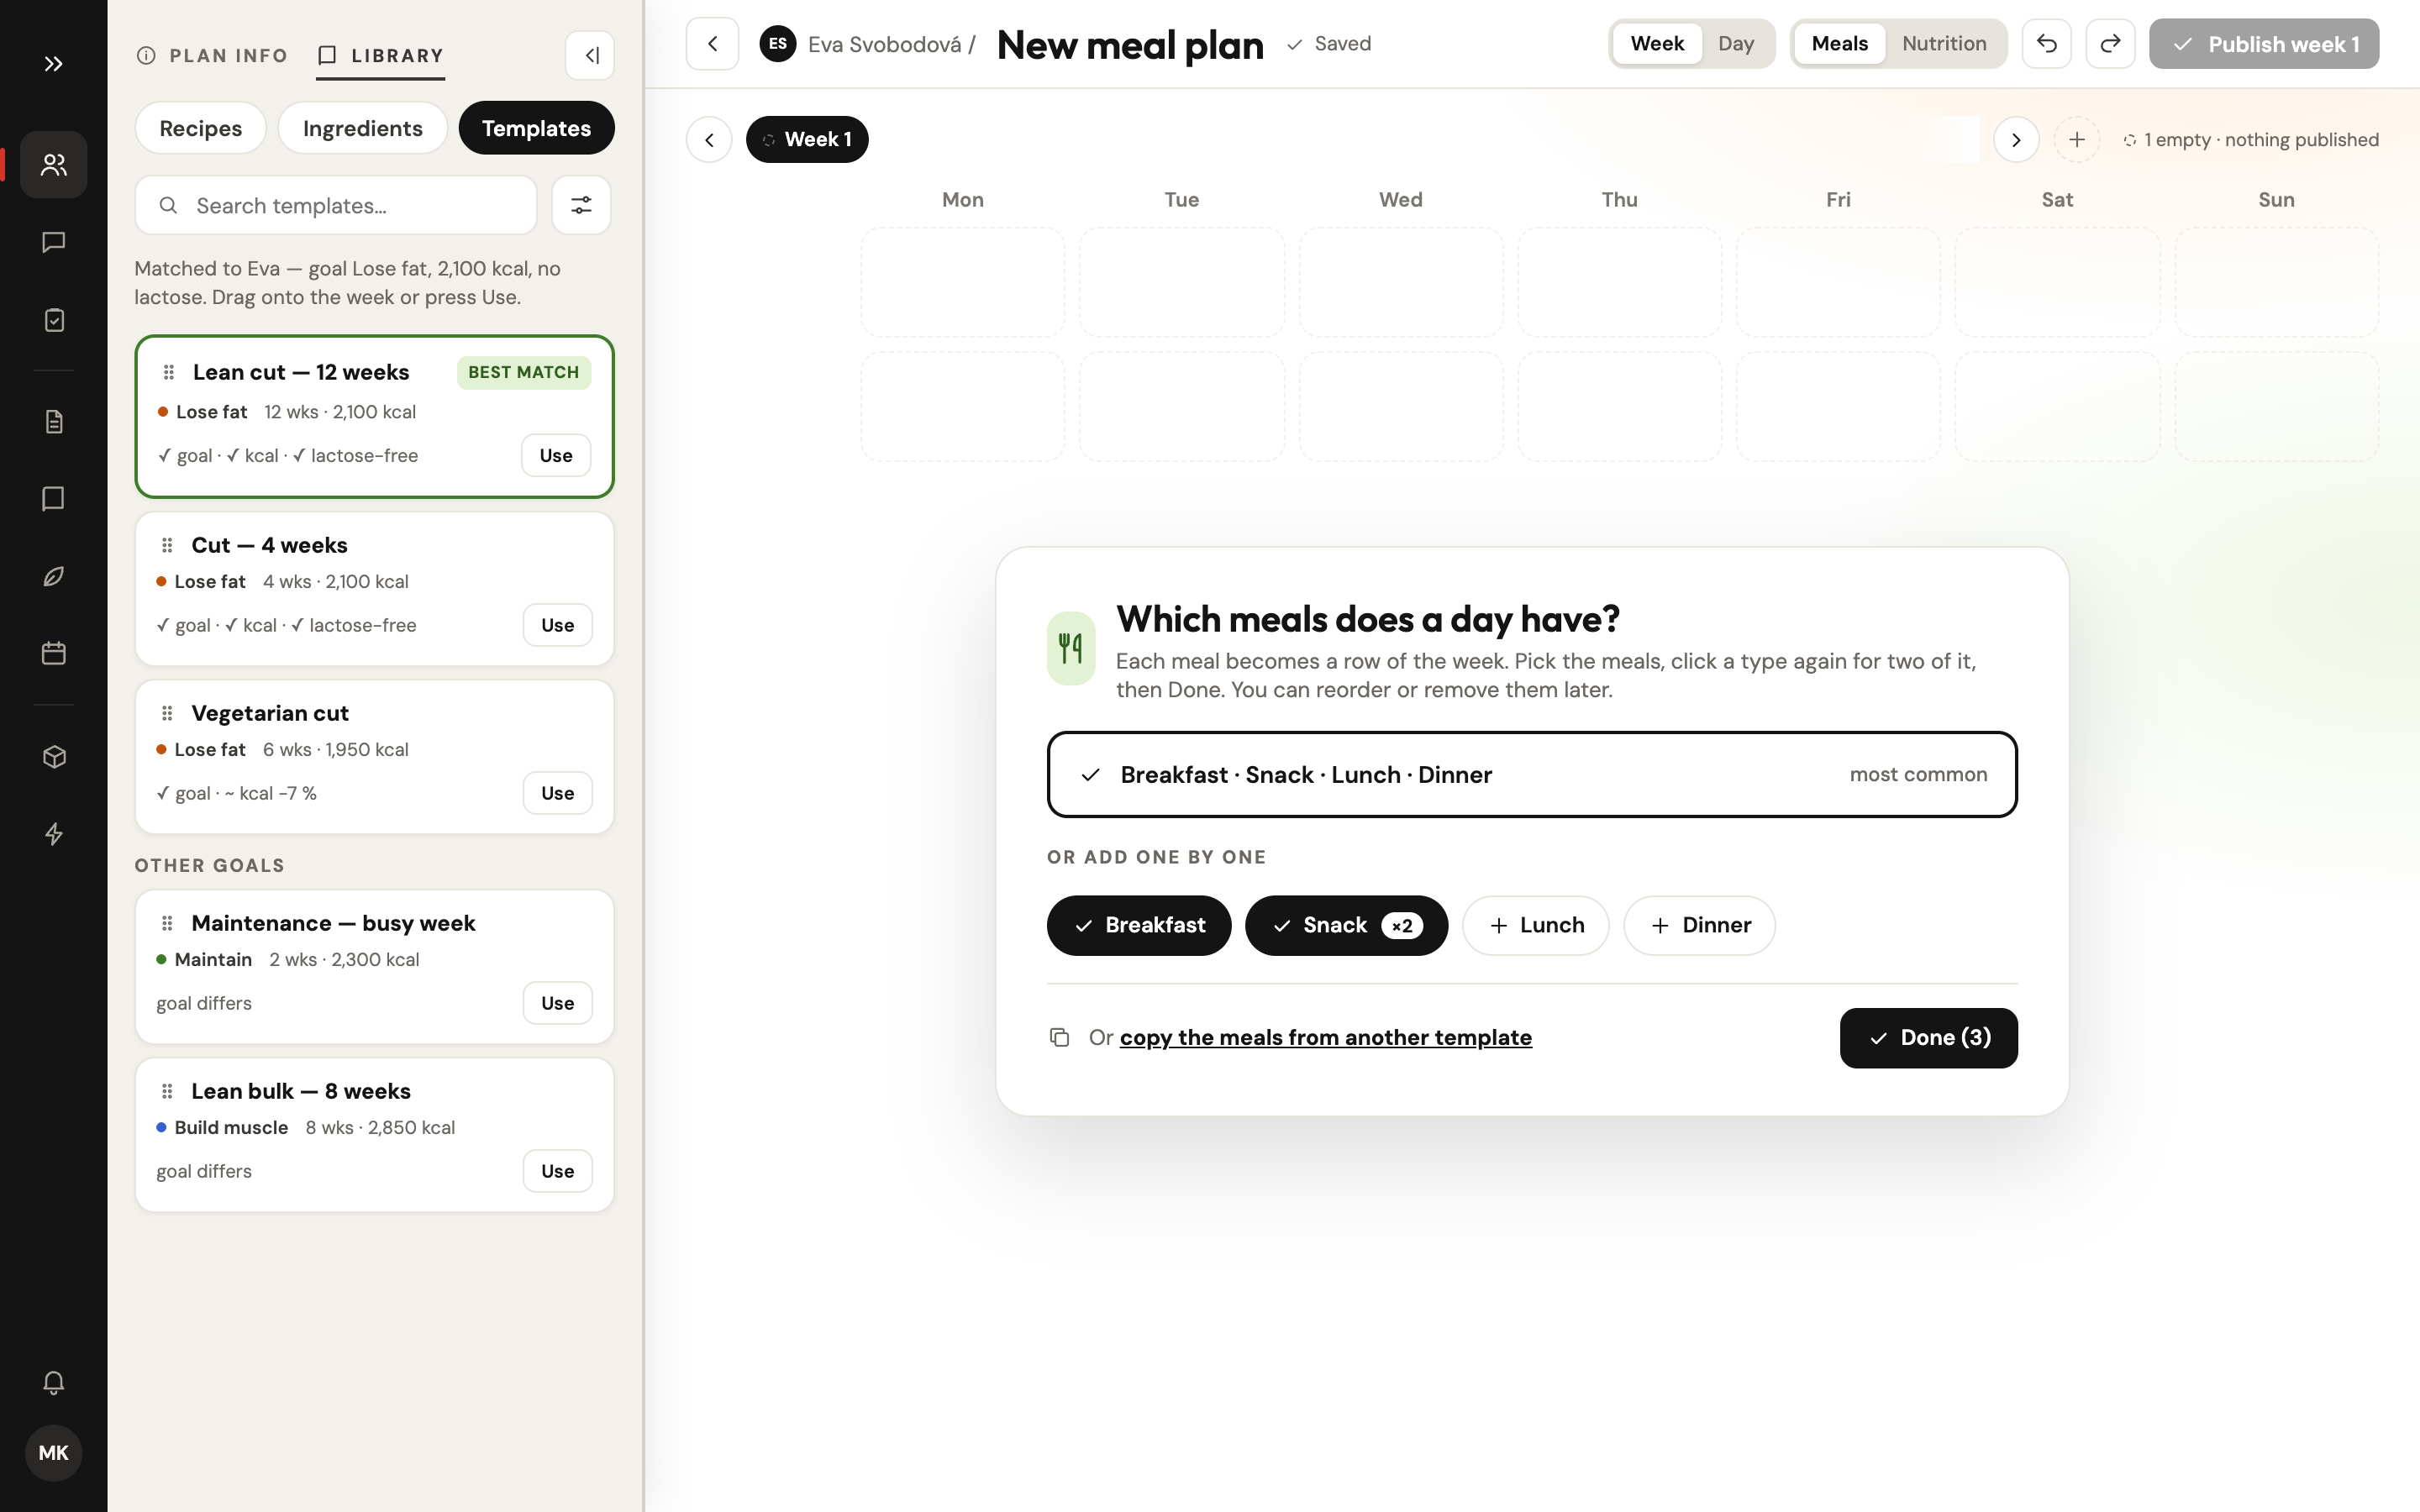 PLAN INFO
LIBRARY
Recipes
Ingredients
Templates
Search templates...
Matched to Eva — goal Lose fat, 2,100 kcal, no
lactose. Drag onto the week or press Use.
Lean cut — 12 weeks
BEST MATCH
Lose fat 12 wks · 2,100 kcal
✓ goal · ✓ kcal · ✓ lactose-free
Use
Cut — 4 weeks
Lose fat 4 wks · 2,100 kcal
✓ goal · ✓ kcal · ✓ lactose-free
Use
Vegetarian cut
Lose fat 6 wks · 1,950 kcal
✓ goal · ~ kcal -7 %
Use
OTHER GOALS
Maintenance — busy week
Maintain 2 wks · 2,300 kcal
goal differs
Use
Lean bulk — 8 weeks
Build muscle 8 wks · 2,850 kcal
goal differs
Use
MK
ES
Eva Svobodová /
New meal plan
Saved
Week
Day
Meals
Nutrition
Publish week 1
Week 1
1 empty · nothing published
Mon
Tue
Wed
Thu
Fri
Sat
Sun
Which meals does a day have?
Each meal becomes a row of the week. Pick the meals, click a type again for two of it,
then Done. You can reorder or remove them later.
Breakfast · Snack · Lunch · Dinner
most common
OR ADD ONE BY ONE
Breakfast
Snack ×2
Lunch
Dinner
Or copy the meals from another template
Done (3)